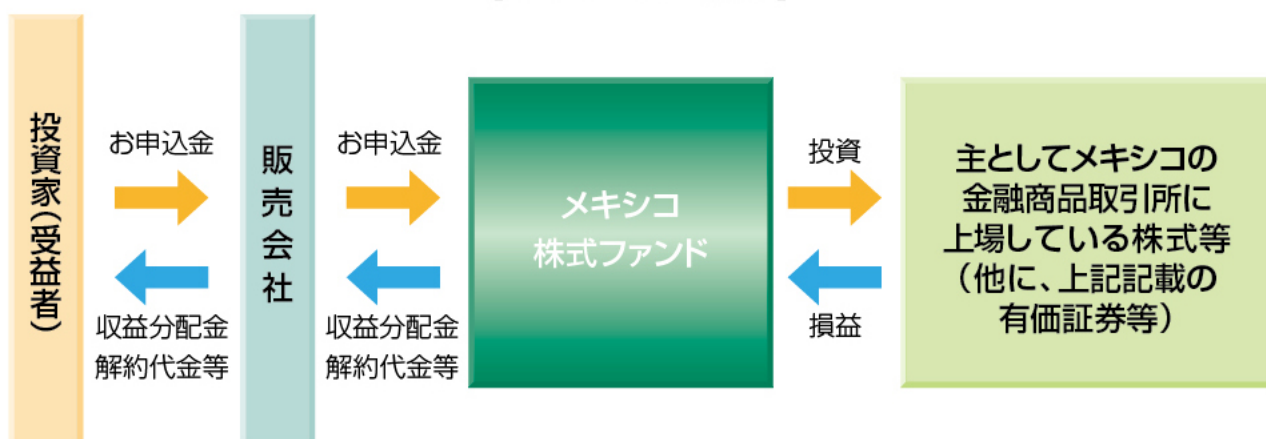 投資家(受益者)
お申込金
収益分配金
解約代金等
販売会社
お申込金
収益分配金
解約代金等
メキシコ
株式ファンド
投資
損益
主としてメキシコの
金融商品取引所に
上場している株式等
(他に、上記記載の
有価証券等)